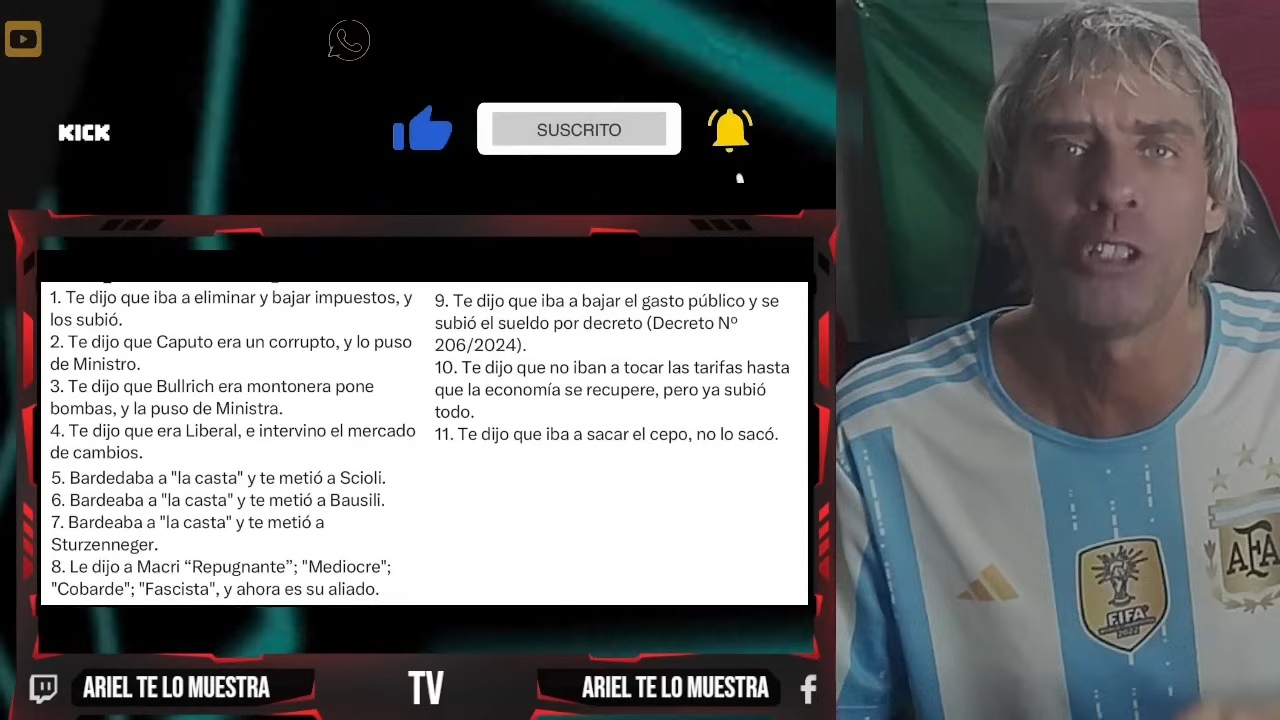 KICK
SUSCRITO
1. Te dijo que iba a eliminar y bajar impuestos, y
los subió.
2. Te dijo que Caputo era un corrupto, y lo puso
de Ministro.
3. Te dijo que Bullrich era montonera pone
bombas, y la puso de Ministra.
4. Te dijo que era Liberal, e intervino el mercado
de cambios.
5. Bardedaba a "la casta" y te metió a Scioli.
6. Bardeaba a "la casta" y te metió a Bausili.
7. Bardeaba a "la casta" y te metió a
Sturzenneger.
8. Le dijo a Macri “Repugnante”; "Mediocre";
"Cobarde"; "Fascista", y ahora es su aliado.
9. Te dijo que iba a bajar el gasto público y se
subió el sueldo por decreto (Decreto Nº
206/2024).
10. Te dijo que no iban a tocar las tarifas hasta
que la economía se recupere, pero ya subió
todo.
11. Te dijo que iba a sacar el cepo, no lo sacó.
ARIEL TE LO MUESTRA
TV
ARIEL TE LO MUESTRA
AFA
FIFA
2022